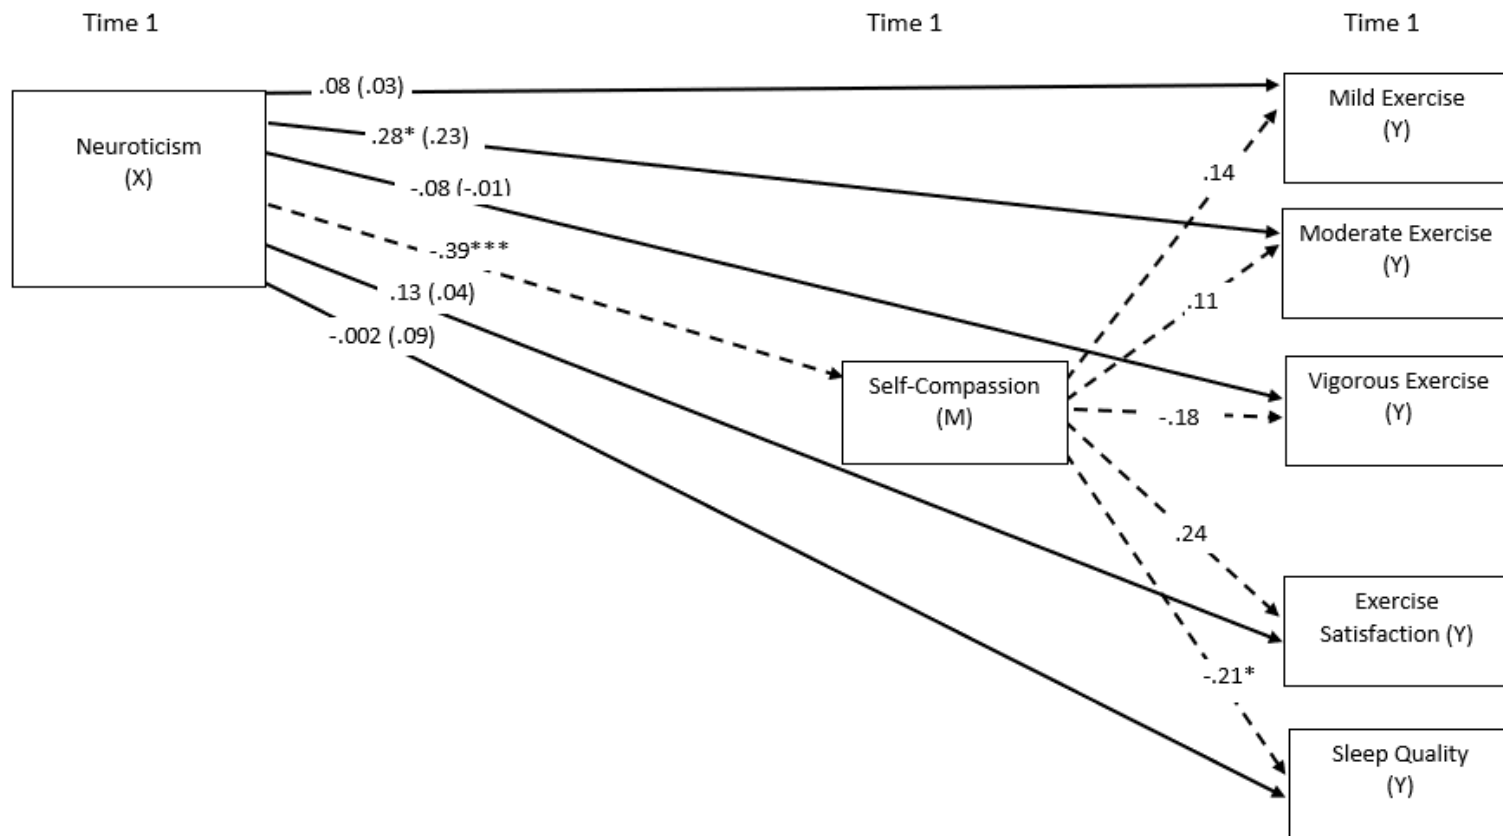 Time 1
Time 1
Time 1
Neuroticism
(X)
.08 (.03)
.28* (.23)
-.08 (-.01)
-.39***
.13 (.04)
-.002 (.09)
Self-Compassion
(M)
.14
.11
-.18
.24
-.21*
Mild Exercise
(Y)
Moderate Exercise
(Y)
Vigorous Exercise
(Y)
Exercise
Satisfaction (Y)
Sleep Quality
(Y)